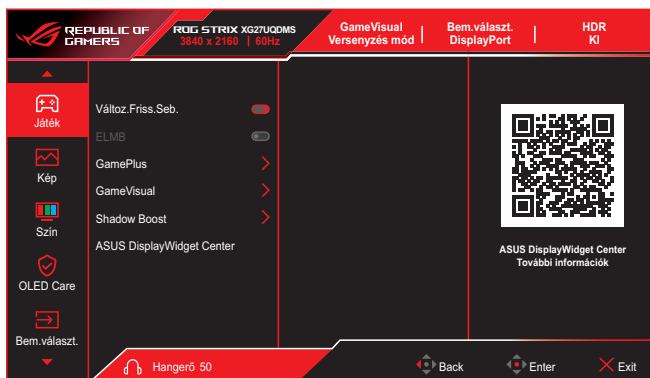 REPUBLIC OF
GAMERS
ROG STRIX XG27UQDMS
3840 x 2160 | 60Hz
GameVisual
Versenyzés mód
Bem.választ.
DisplayPort
HDR
KI
Játék
Kép
Szín
OLED Care
Bem.választ.
Változ.Friss.Seb.
ELMB
GamePlus
GameVisual
Shadow Boost
ASUS DisplayWidget Center
ASUS DisplayWidget Center
További információk
Hangerő 50
Back
Enter
Exit